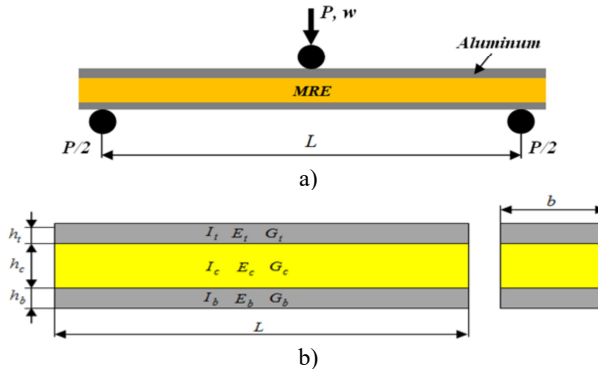 P, w
Aluminum
MRE
P/2
L
P/2
a)
b
h_t
I_t E_t G_t
h_c
I_c E_c G_c
h_b
I_b E_b G_b
L
b)